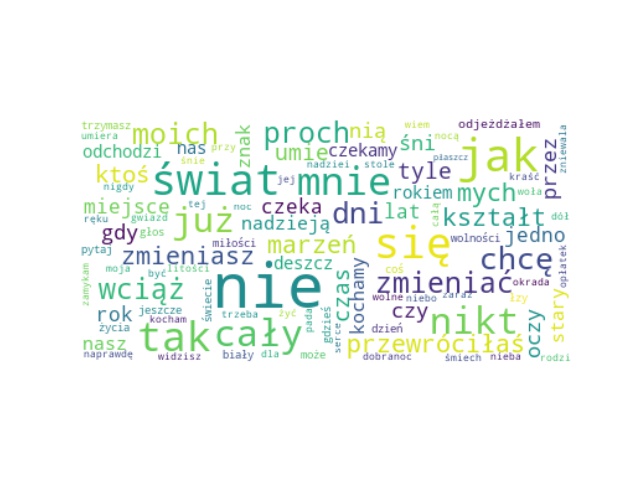 trzymasz moich znak proch nią wiem nocą odjeżdżałem
umiera nas przy umie czekamy śni jak przez zniewala
odchodzi śnie nadziei stole płaszcz
ktoś świat jej mnie tyle kraść
nigdy rokiem mych woła
miejsce tej noc czeka dni lat całą kształt dół
ręku gwiazd już nadzieją
gdy głos miłości marzeń się wolności jedno
pytaj zmieniasz deszcz chcę opłatek
zamykam moja być litości coś zmieniać okrada
wciąż świecie nie czas kochamy wolne niebo zaraz łzy stary
rok jeszcze trzeba żyć pada gdzieś czy nikt oczy
życia kocham tak cały dzień
nasz serce przewróciłaś
naprawdę widzisz biały dla może dobranoc śmiech nieba rodzi